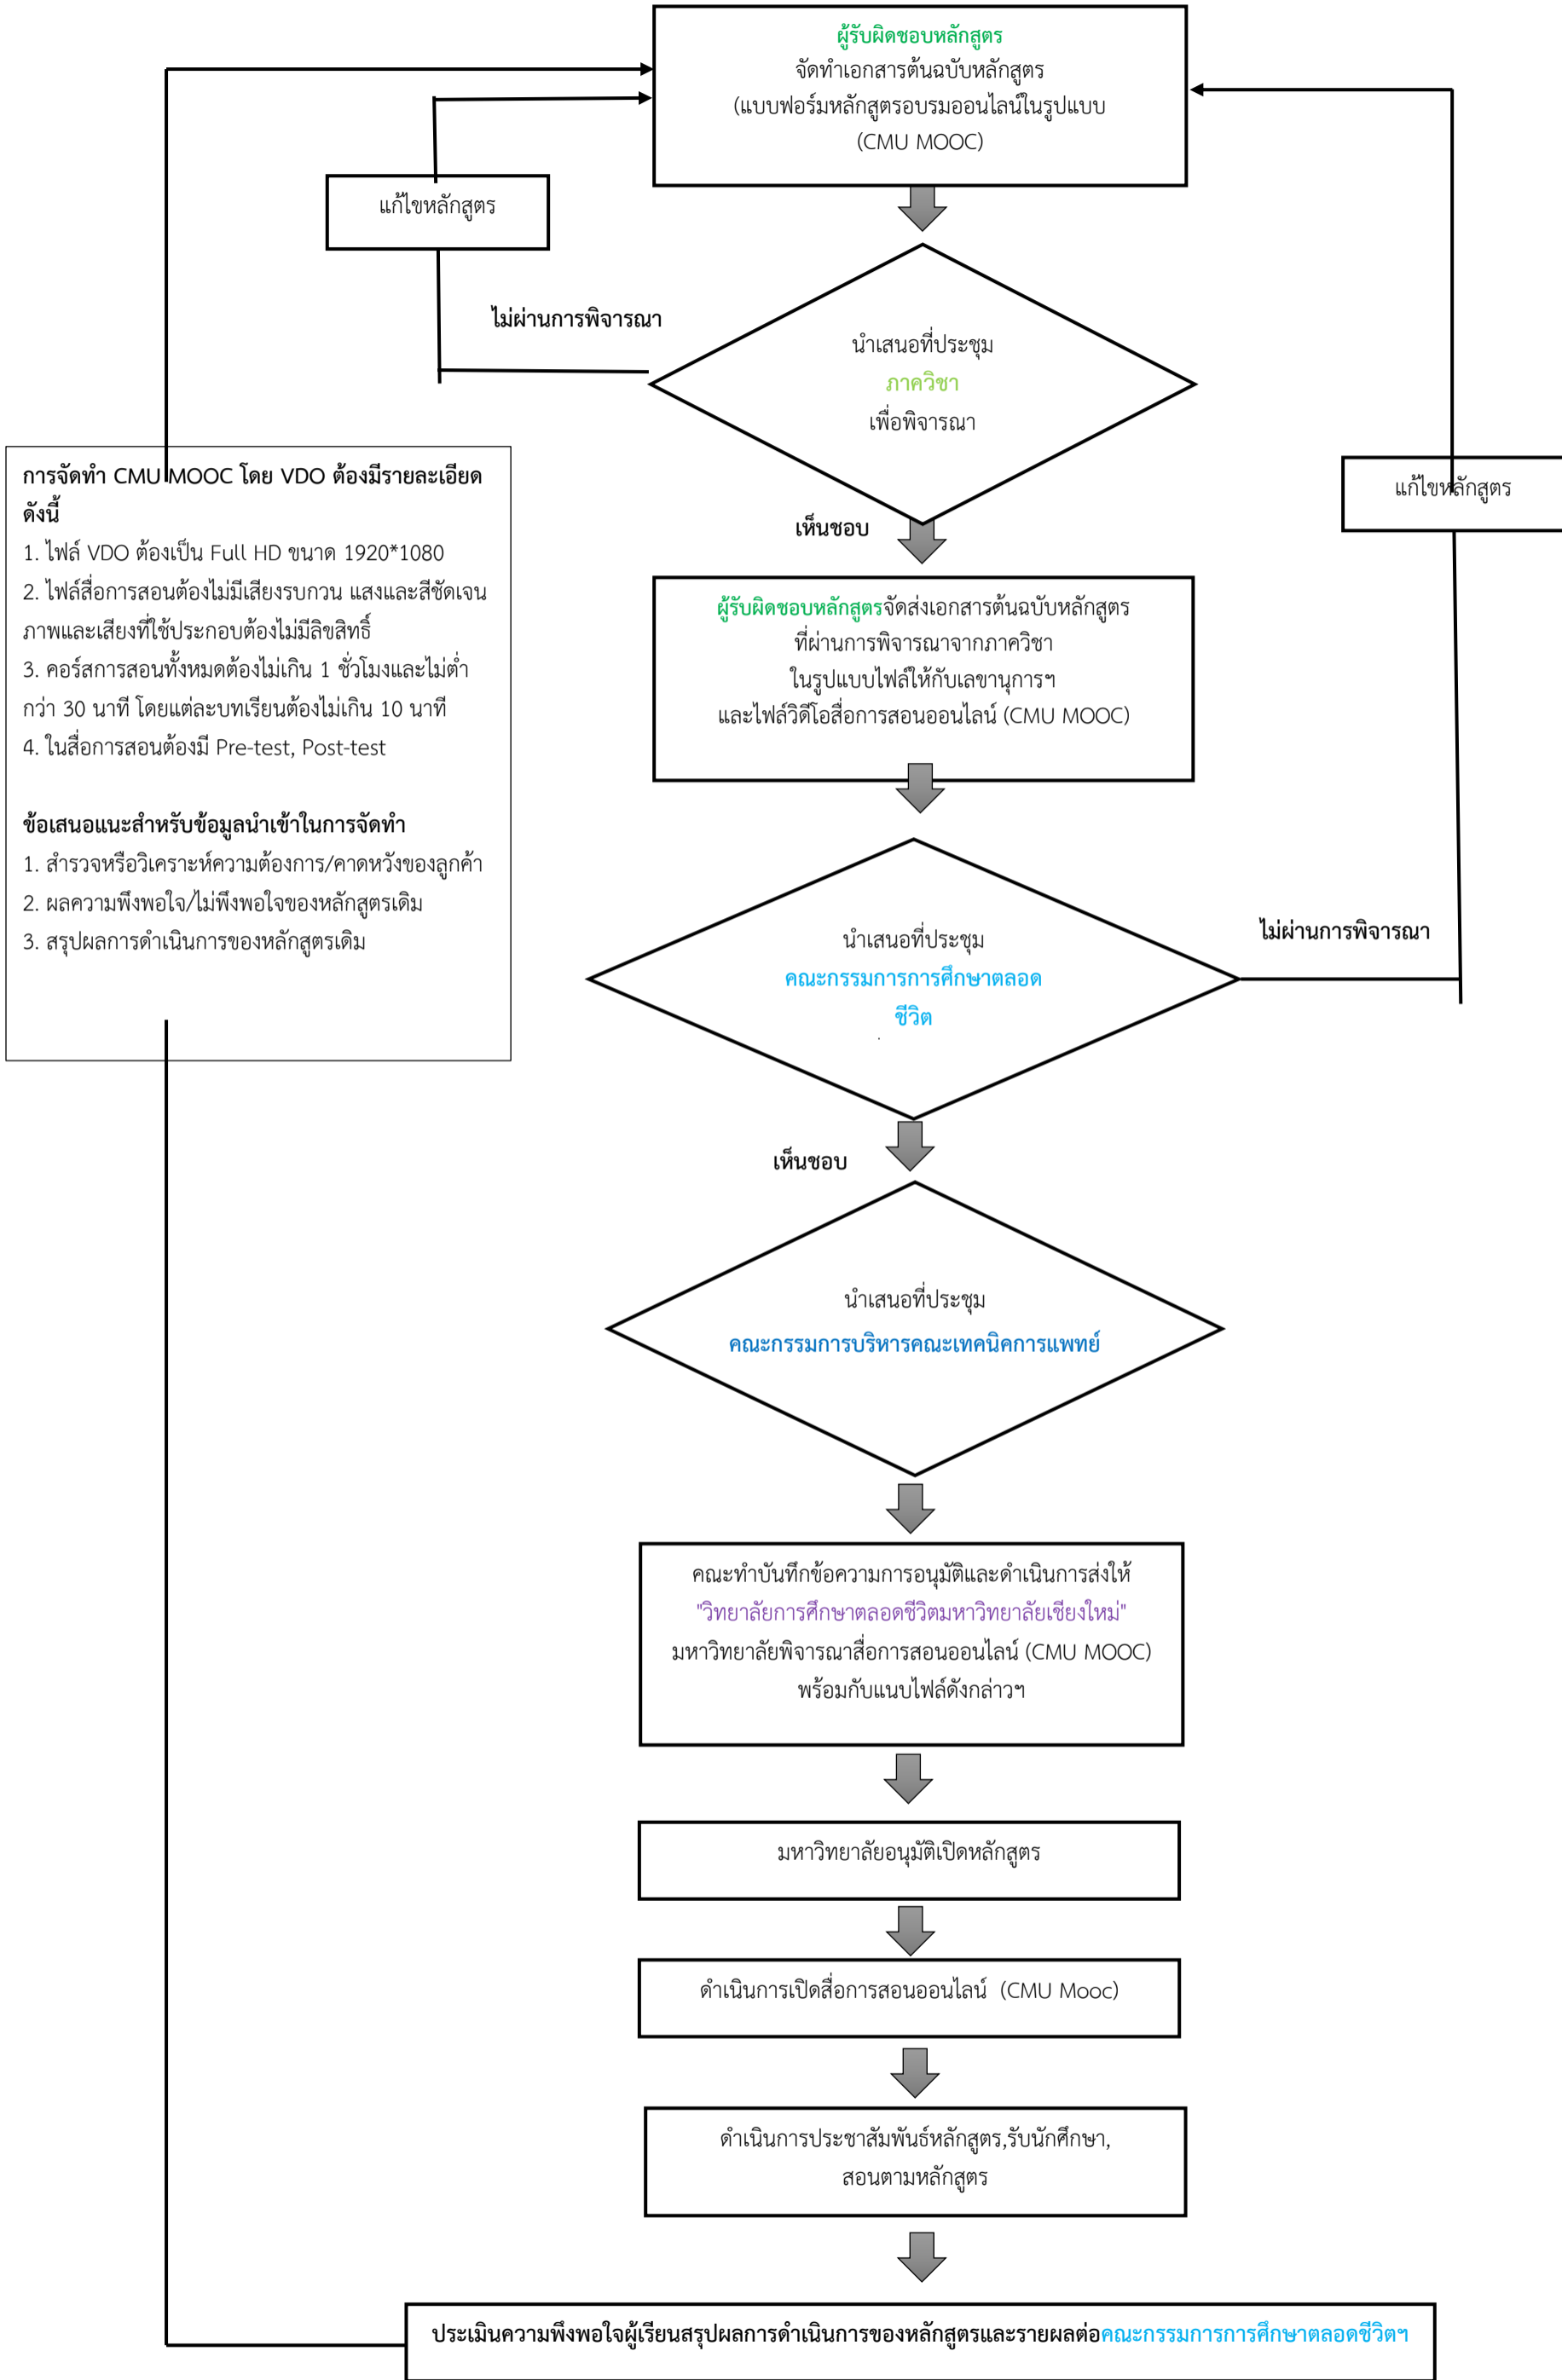 ผู้รับผิดชอบหลักสูตร
จัดทำเอกสารต้นฉบับหลักสูตร
(แบบฟอร์มหลักสูตรอบรมออนไลน์ในรูปแบบ
(CMU MOOC)
แก้ไขหลักสูตร
ไม่ผ่านการพิจารณา
นำเสนอที่ประชุม
ภาควิชา
เพื่อพิจารณา
การจัดทำ CMU MOOC โดย VDO ต้องมีรายละเอียด
ดังนี้
1. ไฟล์ VDO ต้องเป็น Full HD ขนาด 1920*1080
2. ไฟล์สื่อการสอนต้องไม่มีเสียงรบกวน แสงและสีชัดเจน
ภาพและเสียงที่ใช้ประกอบต้องไม่มีลิขสิทธิ์
3. คอร์สการสอนทั้งหมดต้องไม่เกิน 1 ชั่วโมงและไม่ต่ำ
กว่า 30 นาที โดยแต่ละบทเรียนต้องไม่เกิน 10 นาที
4. ในสื่อการสอนต้องมี Pre-test, Post-test
ข้อเสนอแนะสำหรับข้อมูลนำเข้าในการจัดทำ
1. สำรวจหรือวิเคราะห์ความต้องการ/คาดหวังของลูกค้า
2. ผลความพึงพอใจ/ไม่พึงพอใจของหลักสูตรเดิม
3. สรุปผลการดำเนินการของหลักสูตรเดิม
แก้ไขหลักสูตร
เห็นชอบ
ผู้รับผิดชอบหลักสูตรจัดส่งเอกสารต้นฉบับหลักสูตร
ที่ผ่านการพิจารณาจากภาควิชา
ในรูปแบบไฟล์ให้กับเลขานุการฯ
และไฟล์วิดีโอสื่อการสอนออนไลน์ (CMU MOOC)
นำเสนอที่ประชุม
คณะกรรมการการศึกษาตลอด
ชีวิต
.
ไม่ผ่านการพิจารณา
เห็นชอบ
นำเสนอที่ประชุม
คณะกรรมการบริหารคณะเทคนิคการแพทย์
คณะทำบันทึกข้อความการอนุมัติและดำเนินการส่งให้
"วิทยาลัยการศึกษาตลอดชีวิตมหาวิทยาลัยเชียงใหม่"
มหาวิทยาลัยพิจารณาสื่อการสอนออนไลน์ (CMU MOOC)
พร้อมกับแนบไฟล์ดังกล่าวฯ
มหาวิทยาลัยอนุมัติเปิดหลักสูตร
ดำเนินการเปิดสื่อการสอนออนไลน์ (CMU Mooc)
ดำเนินการประชาสัมพันธ์หลักสูตร,รับนักศึกษา,
สอนตามหลักสูตร
ประเมินความพึงพอใจผู้เรียนสรุปผลการดำเนินการของหลักสูตรและรายผลต่อคณะกรรมการการศึกษาตลอดชีวิตฯ